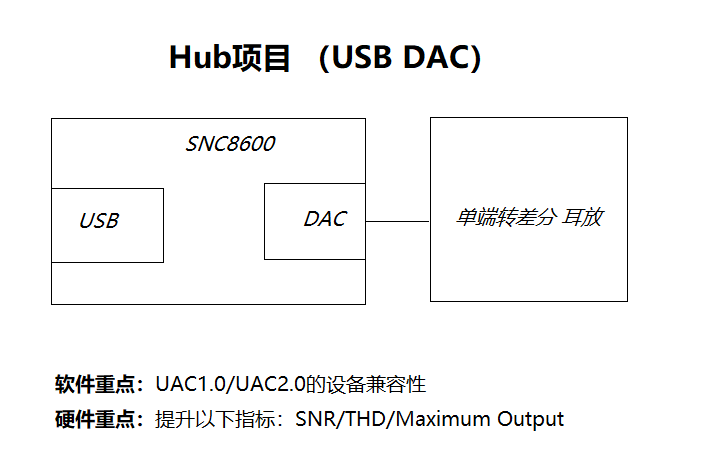 Hub项目 （USB DAC）
SNC8600
USB
DAC
单端转差分 耳放
软件重点：UAC1.0/UAC2.0的设备兼容性
硬件重点：提升以下指标：SNR/THD/Maximum Output